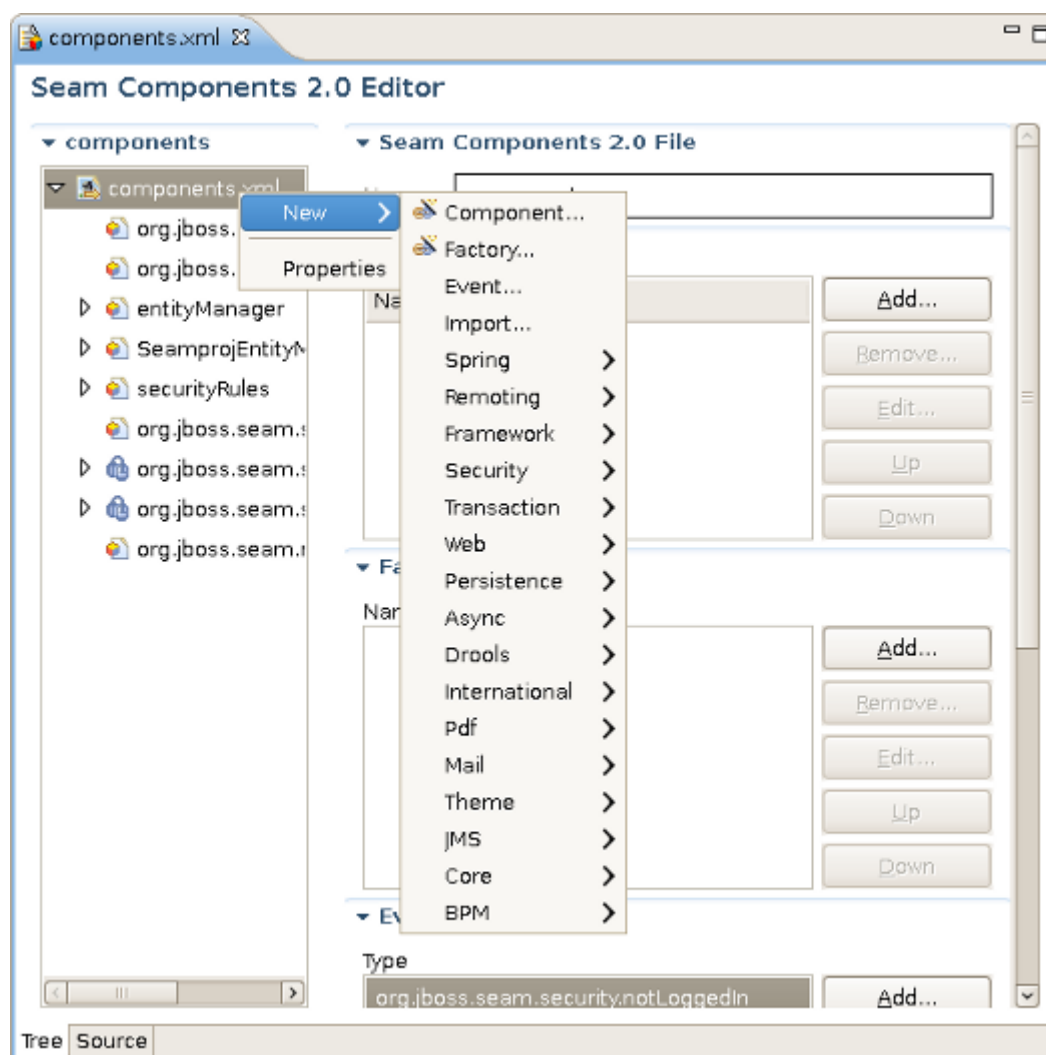 components.xml
Seam Components 2.0 Editor
components
Seam Components 2.0 File
components.xml
New
Component...
org.jboss.
Factory...
org.jboss.
Properties
Event...
entityManager
Add...
Import...
SeamprojEntity
Spring
Remove...
securityRules
Remoting
Edit...
org.jboss.seam.s
Framework
org.jboss.seam.s
Security
Up
org.jboss.seam.s
Transaction
Down
org.jboss.seam.
Web
Persistence
Async
Add...
Drools
International
Remove...
Pdf
Mail
Edit...
Theme
Up
JMS
Core
Down
BPM
Type
org.jboss.seam.security.notLoggedIn
Add...
Tree
Source